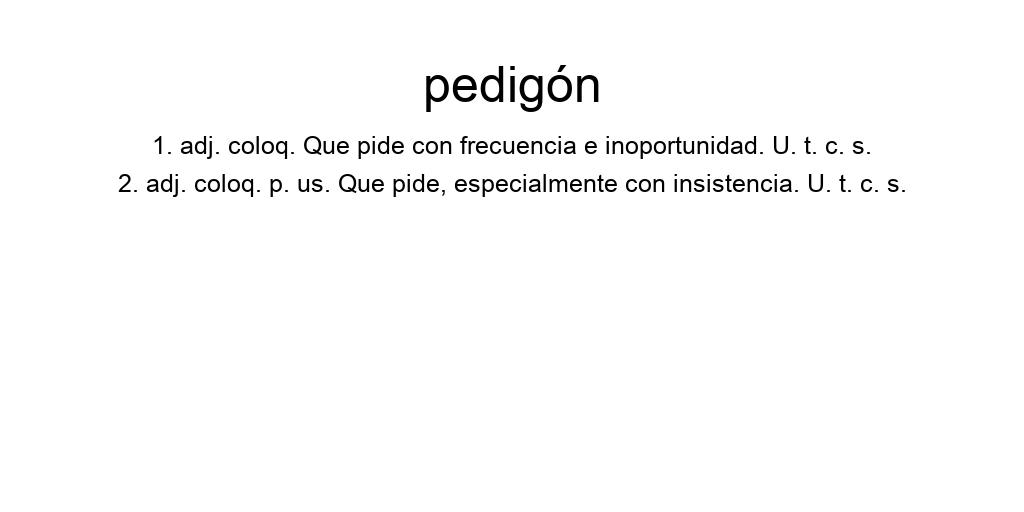 pedigón
1. adj. coloq. Que pide con frecuencia e inoportunidad. U. t. c. s.
2. adj. coloq. p. us. Que pide, especialmente con insistencia. U. t. c. s.